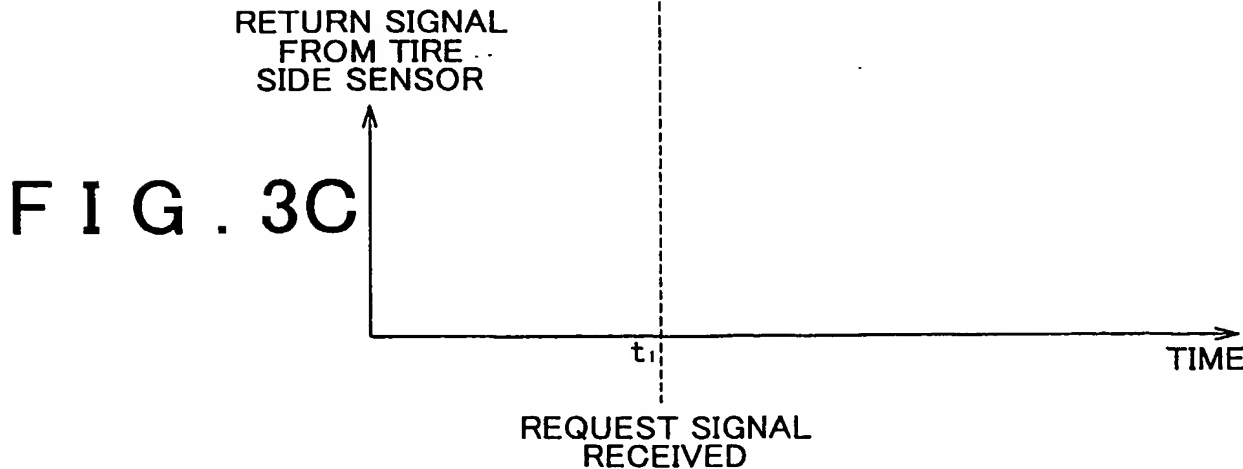 RETURN SIGNAL
FROM TIRE
SIDE SENSOR
FIG. 3C
t₁
TIME
REQUEST SIGNAL
RECEIVED